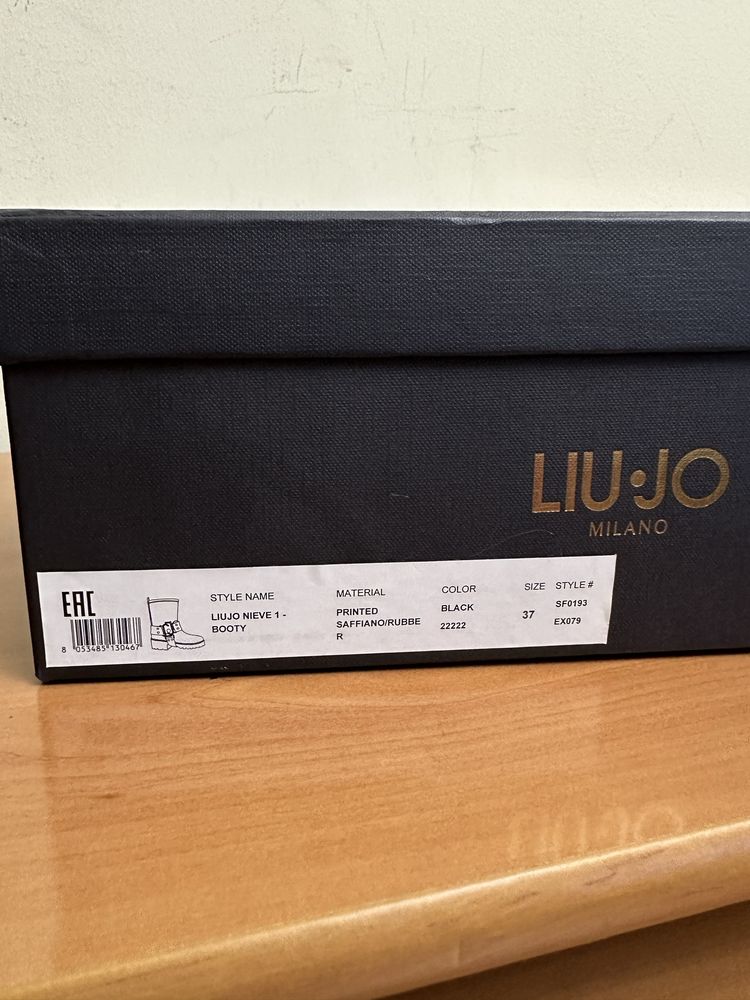 LIU·JO
MILANO
EAC
8 053485 130467
STYLE NAME
LIUJO NIEVE 1 -
BOOTY
MATERIAL
PRINTED
SAFFIANO/RUBBE
R
COLOR
BLACK
22222
SIZE
37
STYLE #
SF0193
EX079